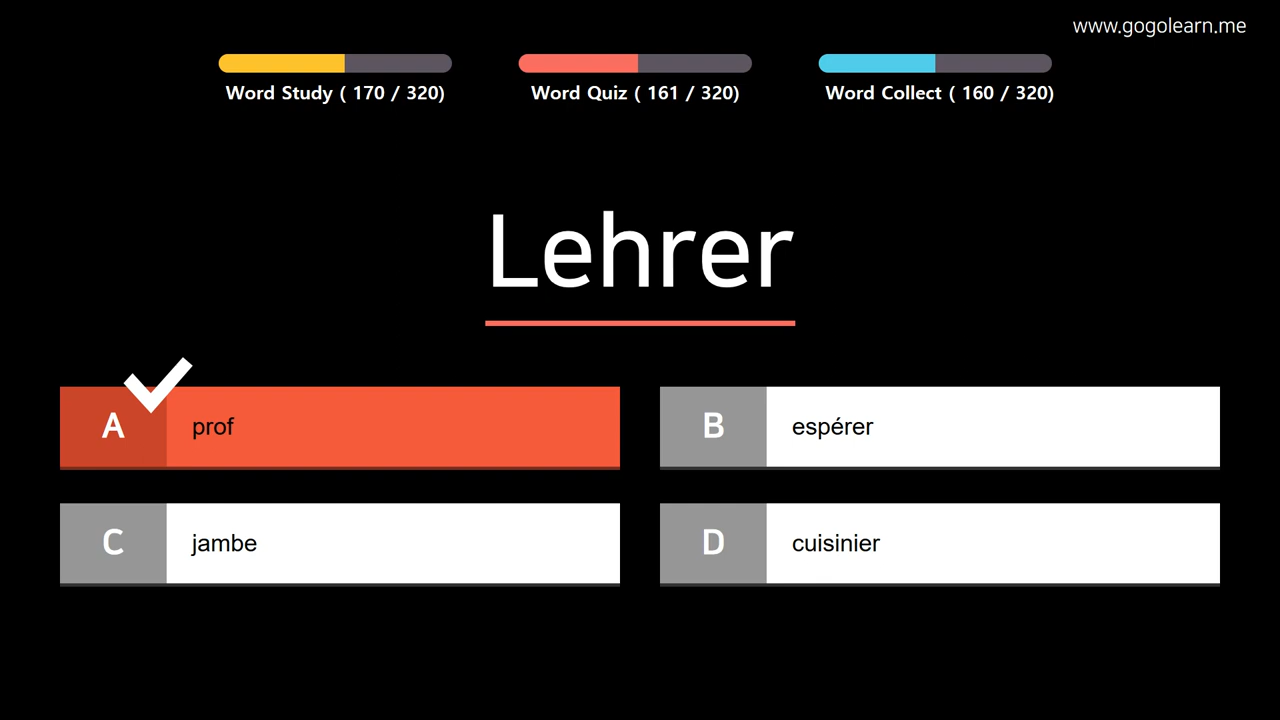 www.gogolearn.me
Word Study ( 170 / 320)
Word Quiz ( 161 / 320)
Word Collect ( 160 / 320)
Lehrer
A prof
B espérer
C jambe
D cuisinier